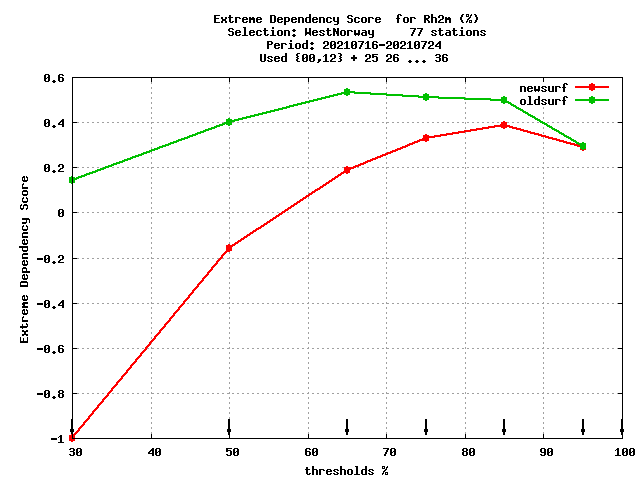 Extreme Dependency Score  for Rh2m (%)
Selection: WestNorway     77 stations
Period: 20210716-20210724
Used {00,12} + 25 26 ... 36
newsurf
oldsurf
0.6
0.4
0.2
0
-0.2
-0.4
-0.6
-0.8
-1
Extreme Dependency Score
30 40 50 60 70 80 90 100
thresholds %